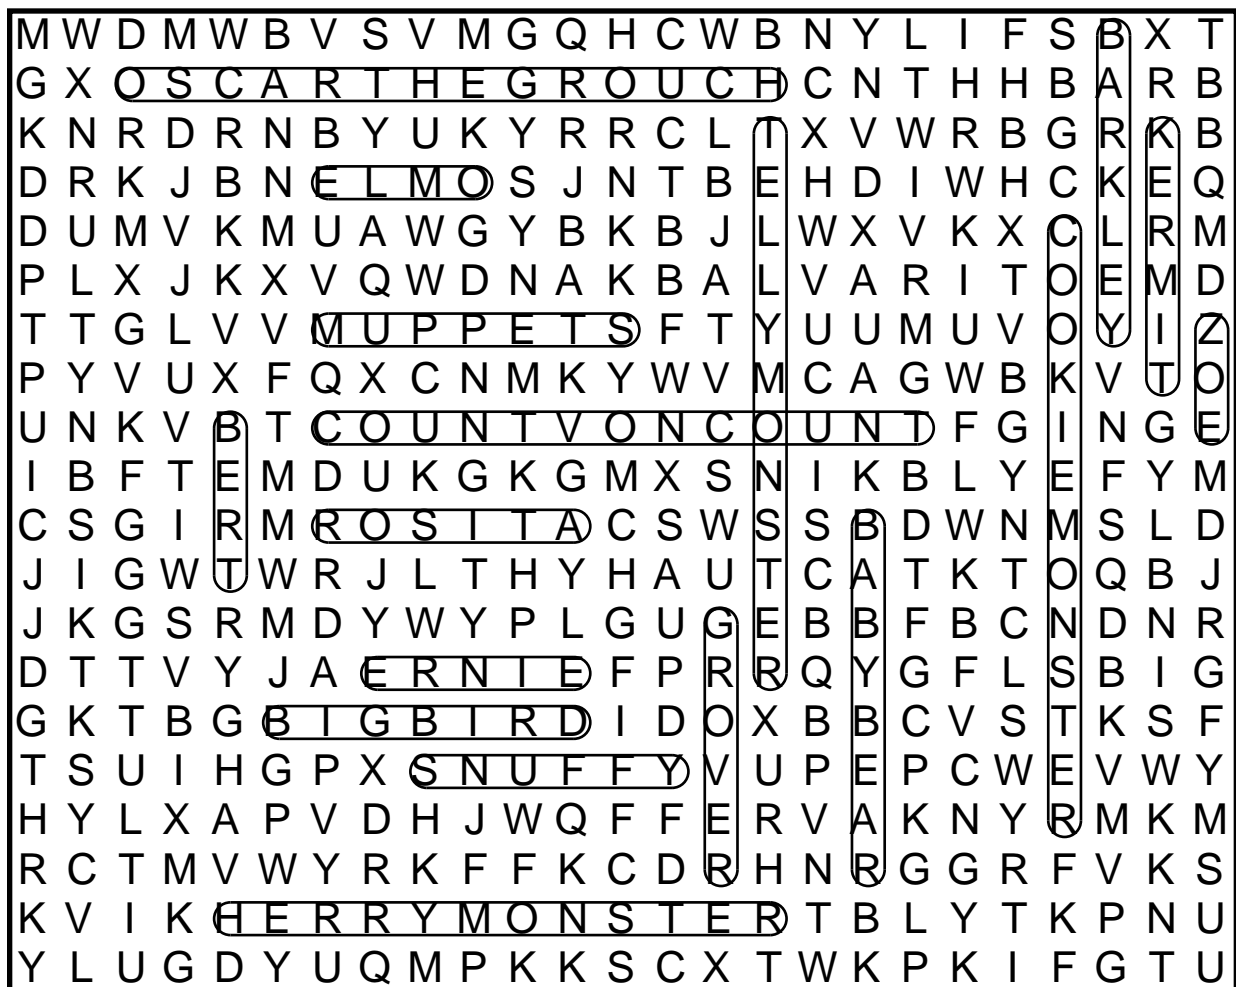 M W D M W B V S V M G Q H C W B N Y L I F S B X T
G X O S C A R T H E G R O U C H C N T H H B A R B
K N R D R N B Y U K Y R R C L T X V W R B G R K B
D R K J B N E L M O S J N T B E H D I W H C K E Q
D U M V K M U A W G Y B K B J L W X V K X C L R M
P L X J K X V Q W D N A K B A L V A R I T O E M D
T T G L V V M U P P E T S F T Y U U M U V O Y I Z
P Y V U X F Q X C N M K Y W V M C A G W B K V T O
U N K V B T C O U N T V O N C O U N T F G I N G E
I B F T E M D U K G K G M X S N I K B L Y E F Y M
C S G I R M R O S I T A C S W S S B D W N M S L D
J I G W T W R J L T H Y H A U T C A T K T O Q B J
J K G S R M D Y W Y P L G U G E B B F B C N D N R
D T T V Y J A E R N I E F P R R Q Y G F L S B I G
G K T B G B I G B I R D I D O X B B C V S T K S F
T S U I H G P X S N U F F Y V U P E P C W E V W Y
H Y L X A P V D H J W Q F F E R V A K N Y R M K M
R C T M V W Y R K F F K C D R H N R G G R F V K S
K V I K H E R R Y M O N S T E R T B L Y T K P N U
Y L U G D Y U Q M P K K S C X T W K P K I F G T U